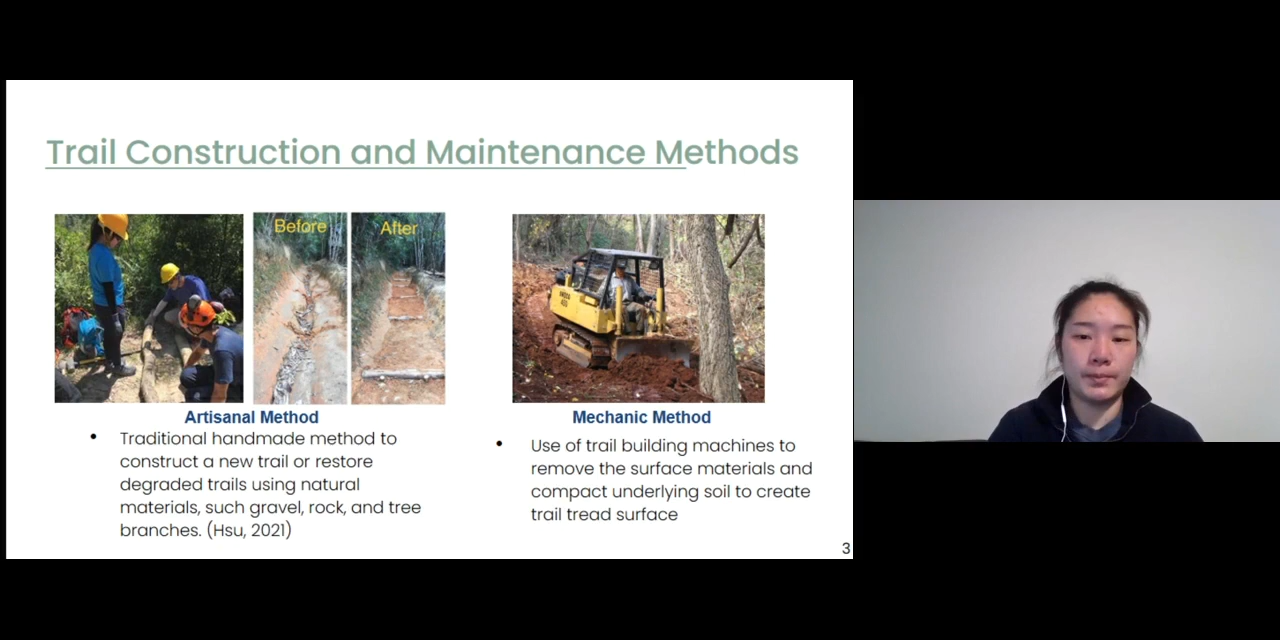 Trail Construction and Maintenance Methods
Before
After
Artisanal Method
• Traditional handmade method to
construct a new trail or restore
degraded trails using natural
materials, such gravel, rock, and tree
branches. (Hsu, 2021)
Mechanic Method
• Use of trail building machines to
remove the surface materials and
compact underlying soil to create
trail tread surface
3